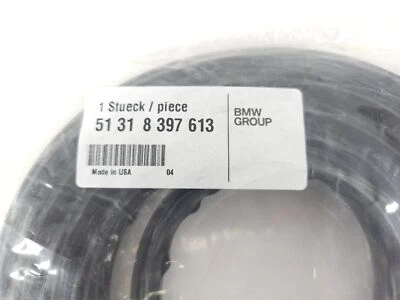 1 Stueck / piece
51 31 8 397 613
Made in USA 04
BMW
GROUP